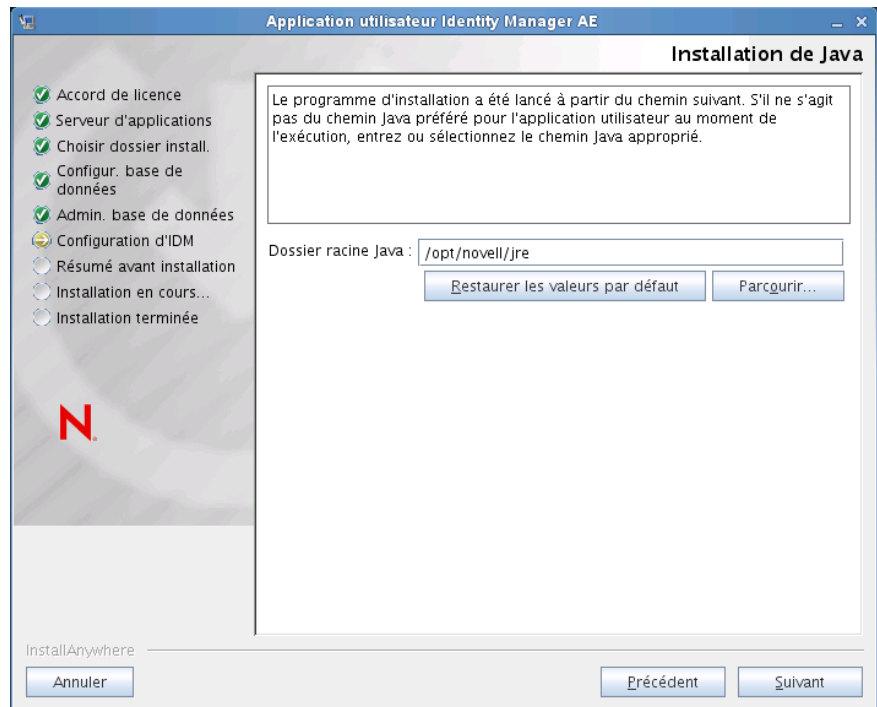 Application utilisateur Identity Manager AE
Installation de Java
Accord de licence
Serveur d'applications
Choisir dossier install.
Configur. base de
données
Admin. base de données
Configuration d'IDM
Résumé avant installation
Installation en cours...
Installation terminée
N.
Le programme d'installation a été lancé à partir du chemin suivant. S'il ne s'agit
pas du chemin Java préféré pour l'application utilisateur au moment de
l'exécution, entrez ou sélectionnez le chemin Java approprié.
Dossier racine Java : /opt/novell/jre
Restaurer les valeurs par défaut Parcourir...
InstallAnywhere
Annuler Précédent Suivant